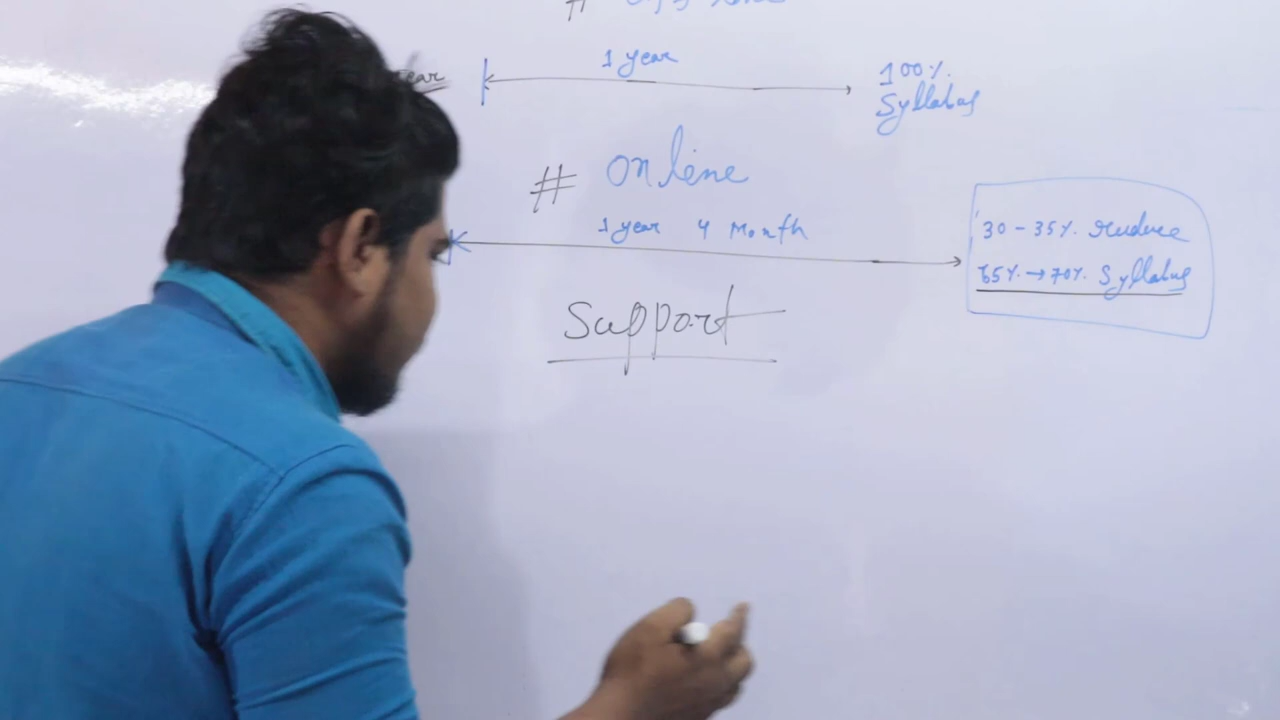 #
1 year
100%.
Syllabus
# online
1 year 4 Month
30 - 35%. reduce
65%. → 70%. Syllabus
Support